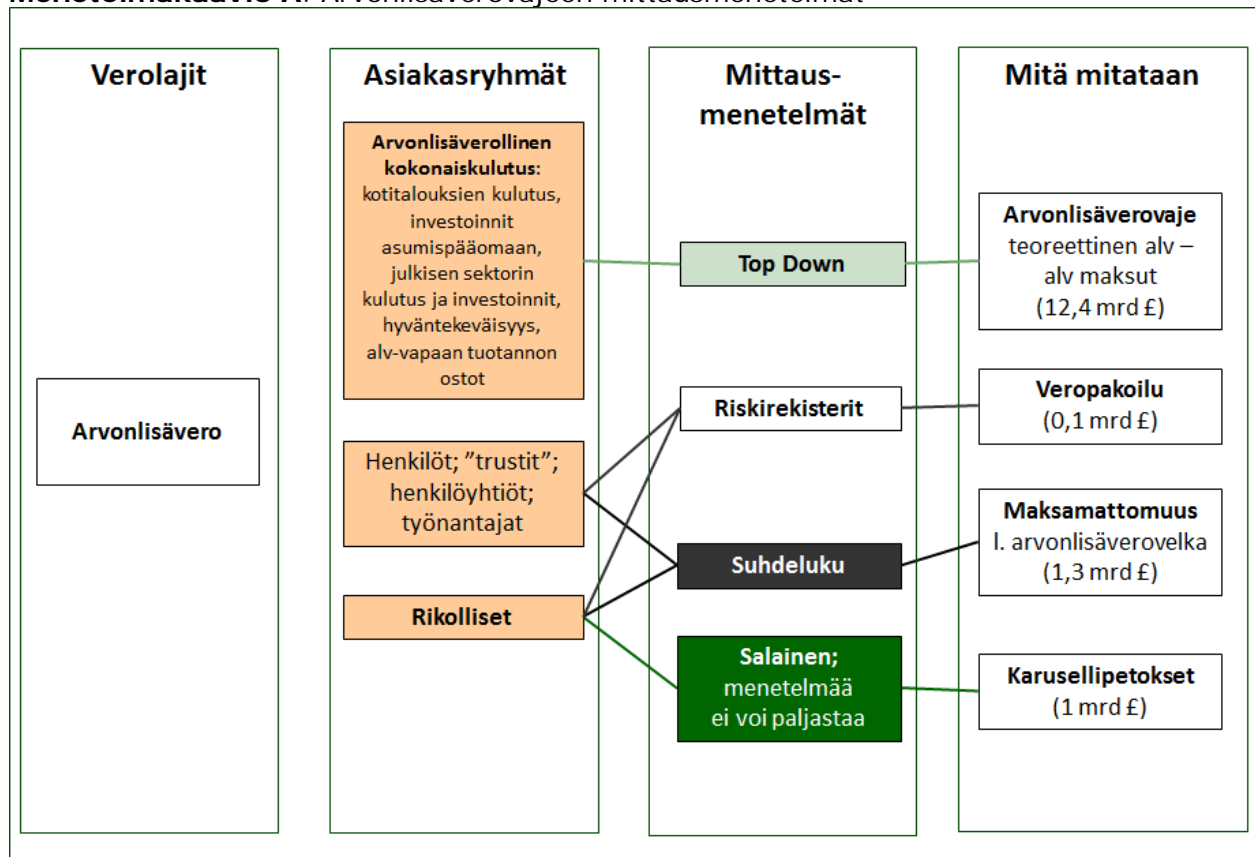 Menetelmäkaavio A: Arvonlisäverovajeen mittausmenetelmät
Verolajit
Arvonlisävero
Asiakasryhmät
Arvonlisäverollinen
kokonaiskulutus:
kotitalouksien kulutus,
investoinnit
asumispääomaan,
julkisen sektorin
kulutus ja investoinnit,
hyväntekeväisyys,
alv-vapaan tuotannon
ostot
Henkilöt; ”trustit”;
henkilöyhtiöt;
työnantajat
Rikolliset
Mittaus-
menetelmät
Top Down
Riskirekisterit
Suhdeluku
Salainen;
menetelmää
ei voi paljastaa
Mitä mitataan
Arvonlisäverovaje
teoreettinen alv –
alv maksut
(12,4 mrd £)
Veropakoilu
(0,1 mrd £)
Maksamattomuus
l. arvonlisäverovelka
(1,3 mrd £)
Karusellipetokset
(1 mrd £)